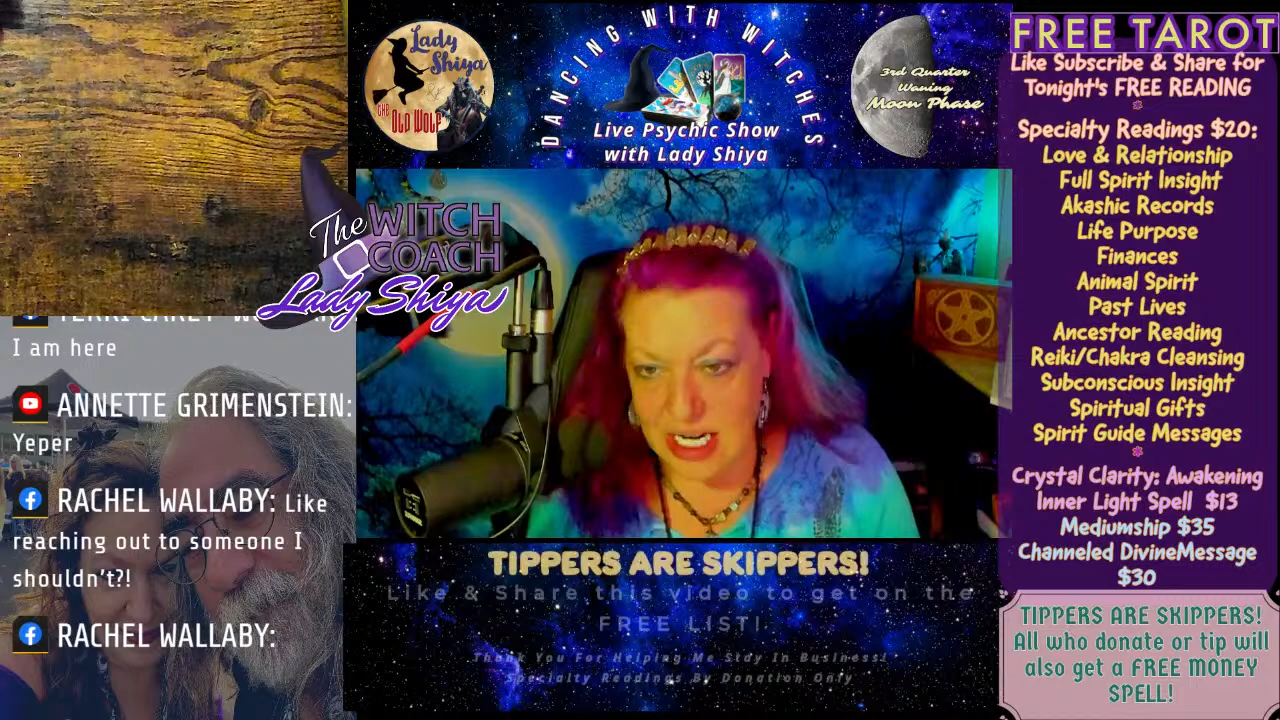 Lady
Shiya
THE
OLD WOLF
DANCING WITH WITCHES
Live Psychic Show
with Lady Shiya
3rd Quarter
Waning
Moon Phase
FREE TAROT
Like Subscribe & Share for
Tonight's FREE READING
*
Specialty Readings $20:
Love & Relationship
Full Spirit Insight
Akashic Records
Life Purpose
Finances
Animal Spirit
Past Lives
Ancestor Reading
Reiki/Chakra Cleansing
Subconscious Insight
Spiritual Gifts
Spirit Guide Messages
*
Crystal Clarity: Awakening
Inner Light Spell $13
Mediumship $35
Channeled DivineMessage
$30
TIPPERS ARE SKIPPERS!
All who donate or tip will
also get a FREE MONEY
SPELL!
The WITCH
COACH
Lady Shiya
I am here
ANNETTE GRIMENSTEIN:
Yeper
RACHEL WALLABY: Like
reaching out to someone I
shouldn't?!
RACHEL WALLABY:
TIPPERS ARE SKIPPERS!
Like & Share this video to get on the
FREE LIST!
Thank You For Helping Me Stay In Business!
Specialty Readings By Donation Only